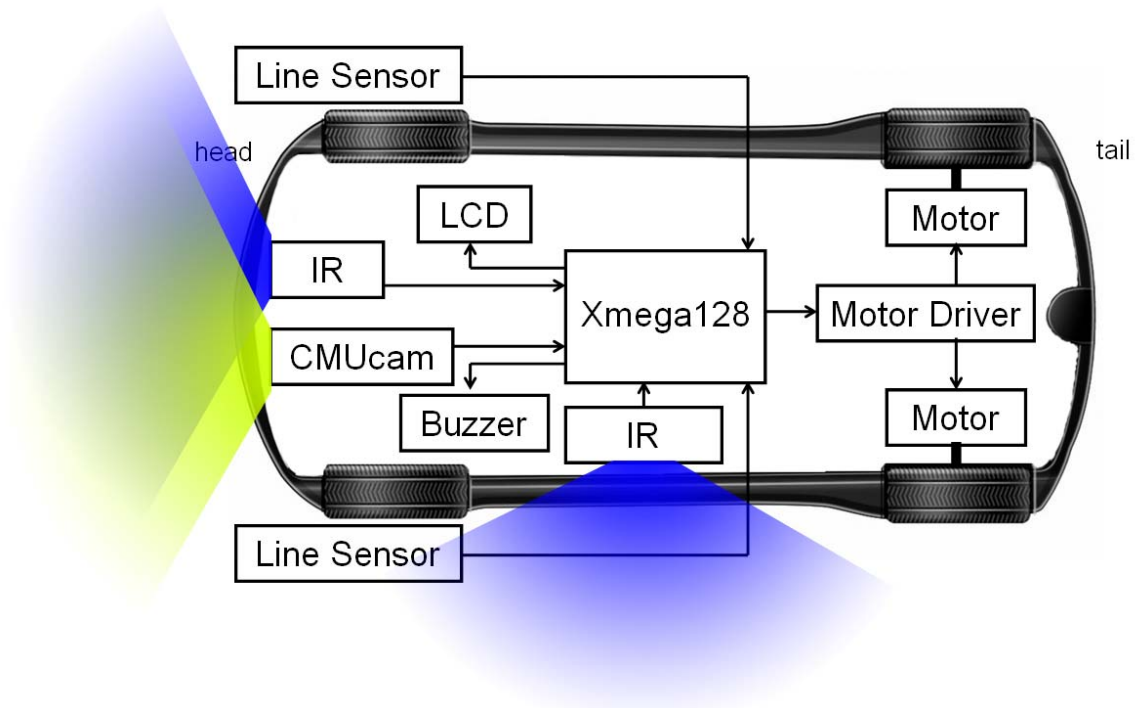 Line Sensor
head
tail
LCD
Motor
IR
Xmega128
Motor Driver
CMUcam
Buzzer
IR
Motor
Line Sensor